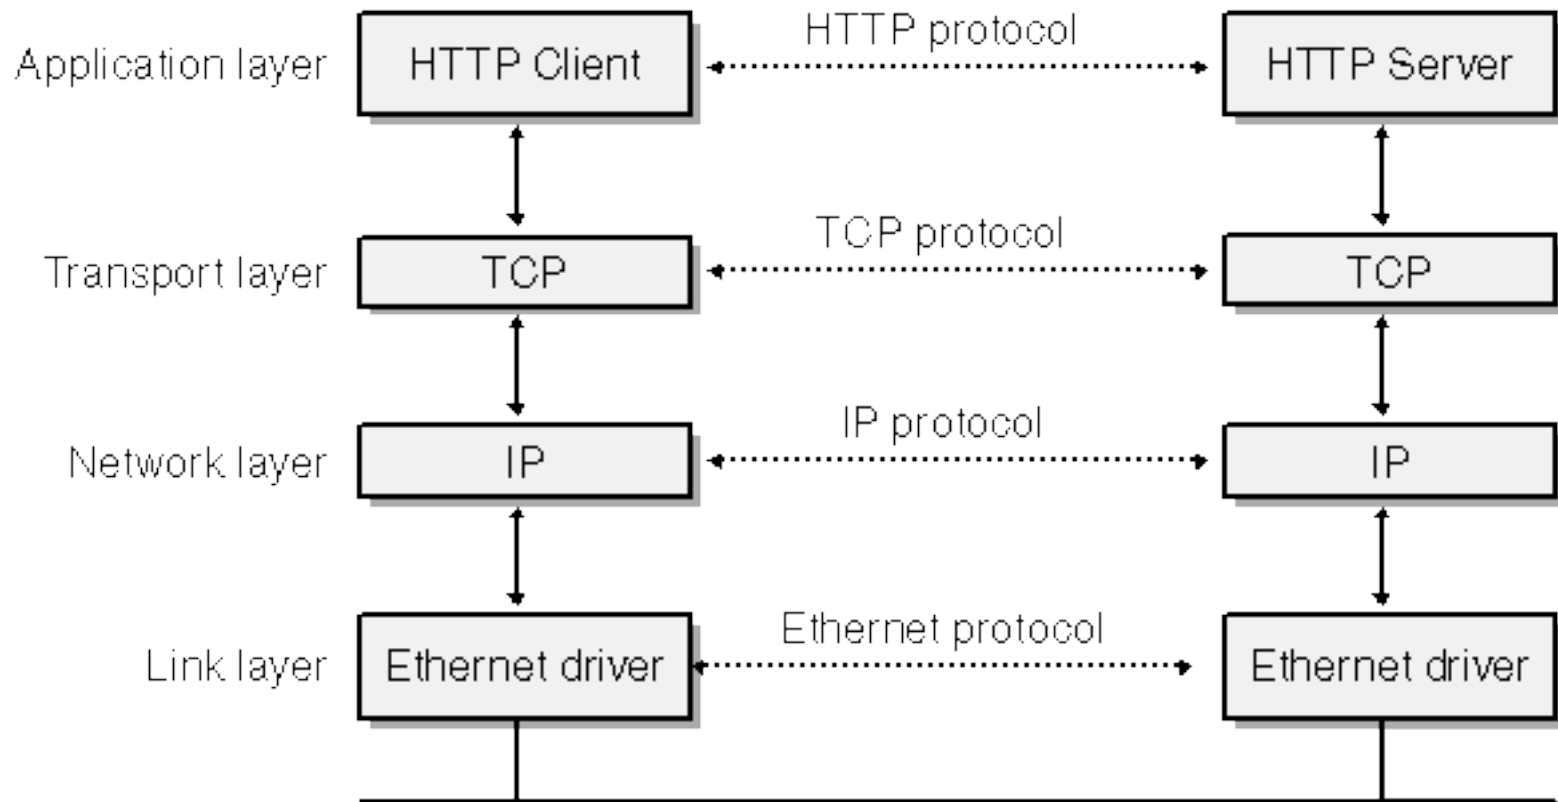 HTTP protocol
Application layer HTTP Client HTTP Server
TCP protocol
Transport layer TCP TCP
IP protocol
Network layer IP IP
Ethernet protocol
Link layer Ethernet driver Ethernet driver